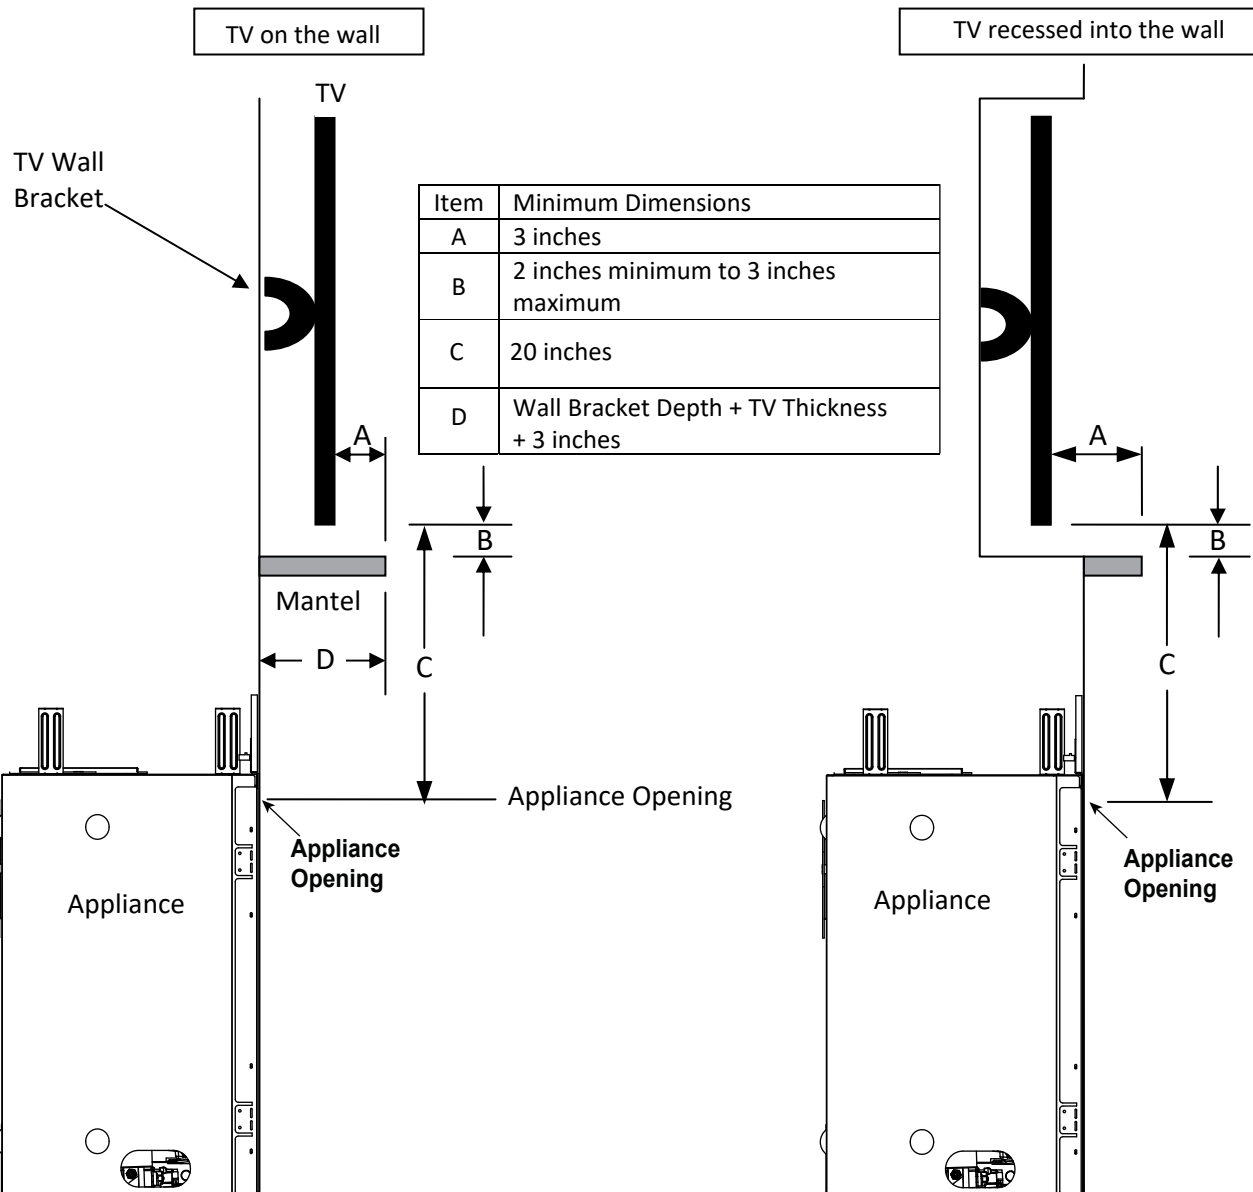 TV on the wall
TV recessed into the wall
TV
TV Wall
Bracket
Item Minimum Dimensions
A 3 inches
B 2 inches minimum to 3 inches
maximum
C 20 inches
D Wall Bracket Depth + TV Thickness
+ 3 inches
A
A
B
B
Mantel
D
C
C
Appliance Opening
Appliance
Opening
Appliance
Opening
Appliance
Appliance